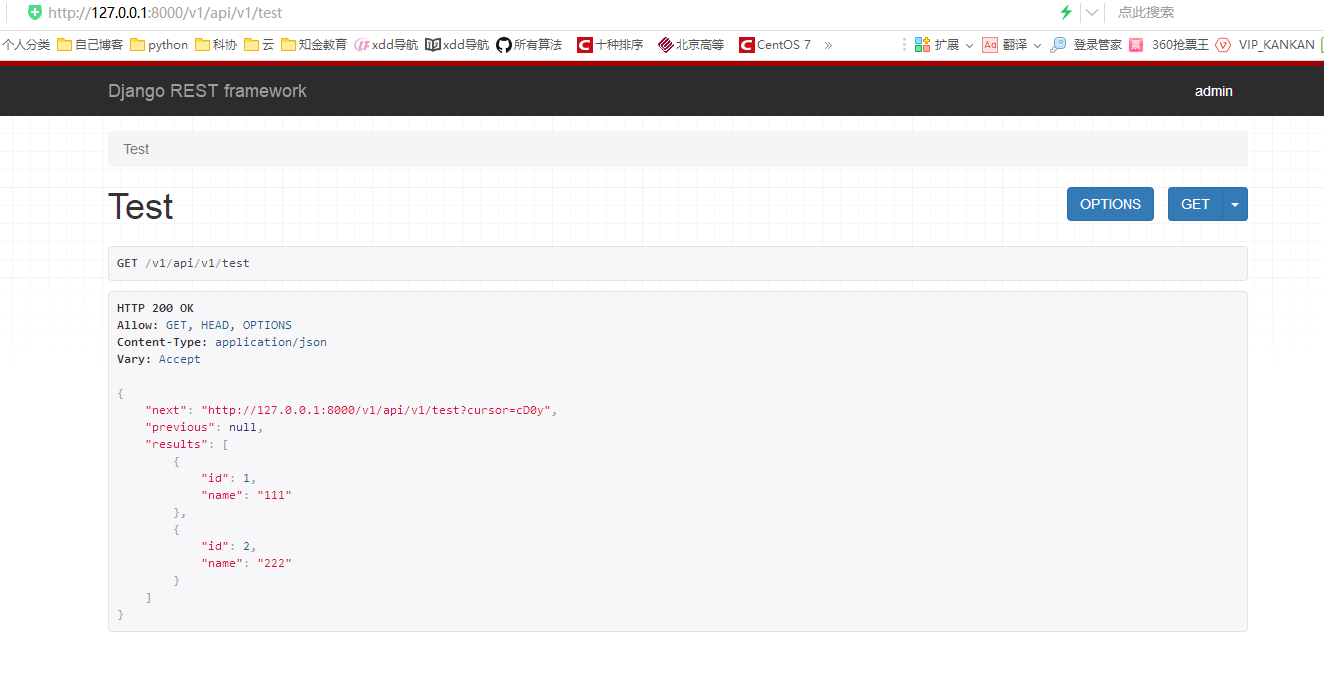 http://127.0.0.1:8000/v1/api/v1/test 点此搜索
个人分类 自己博客 python 科协 云 知金教育 xdd导航 xdd导航 所有算法 十种排序 北京高等 CentOS 7 » 扩展 Aa 翻译 登录管家 票 360抢票王 VIP_KANKAN
Django REST framework admin
Test
Test OPTIONS GET
GET /v1/api/v1/test
HTTP 200 OK
Allow: GET, HEAD, OPTIONS
Content-Type: application/json
Vary: Accept
{
    "next": "http://127.0.0.1:8000/v1/api/v1/test?cursor=cD0y",
    "previous": null,
    "results": [
        {
            "id": 1,
            "name": "111"
        },
        {
            "id": 2,
            "name": "222"
        }
    ]
}